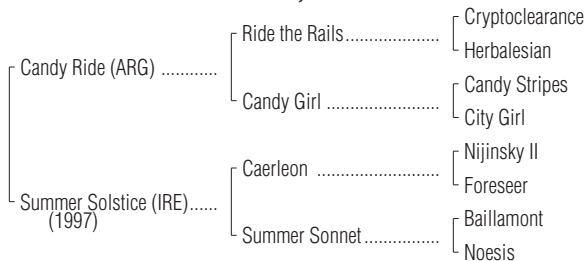 Cryptoclearance
Ride the Rails....................
Herbalesian
Candy Ride (ARG) ............
Candy Stripes
Candy Girl ........................
City Girl
Nijinsky II
Caerleon ........................
Foreseer
Summer Solstice (IRE)......
(1997)
Baillamont
Summer Sonnet...............
Noesis